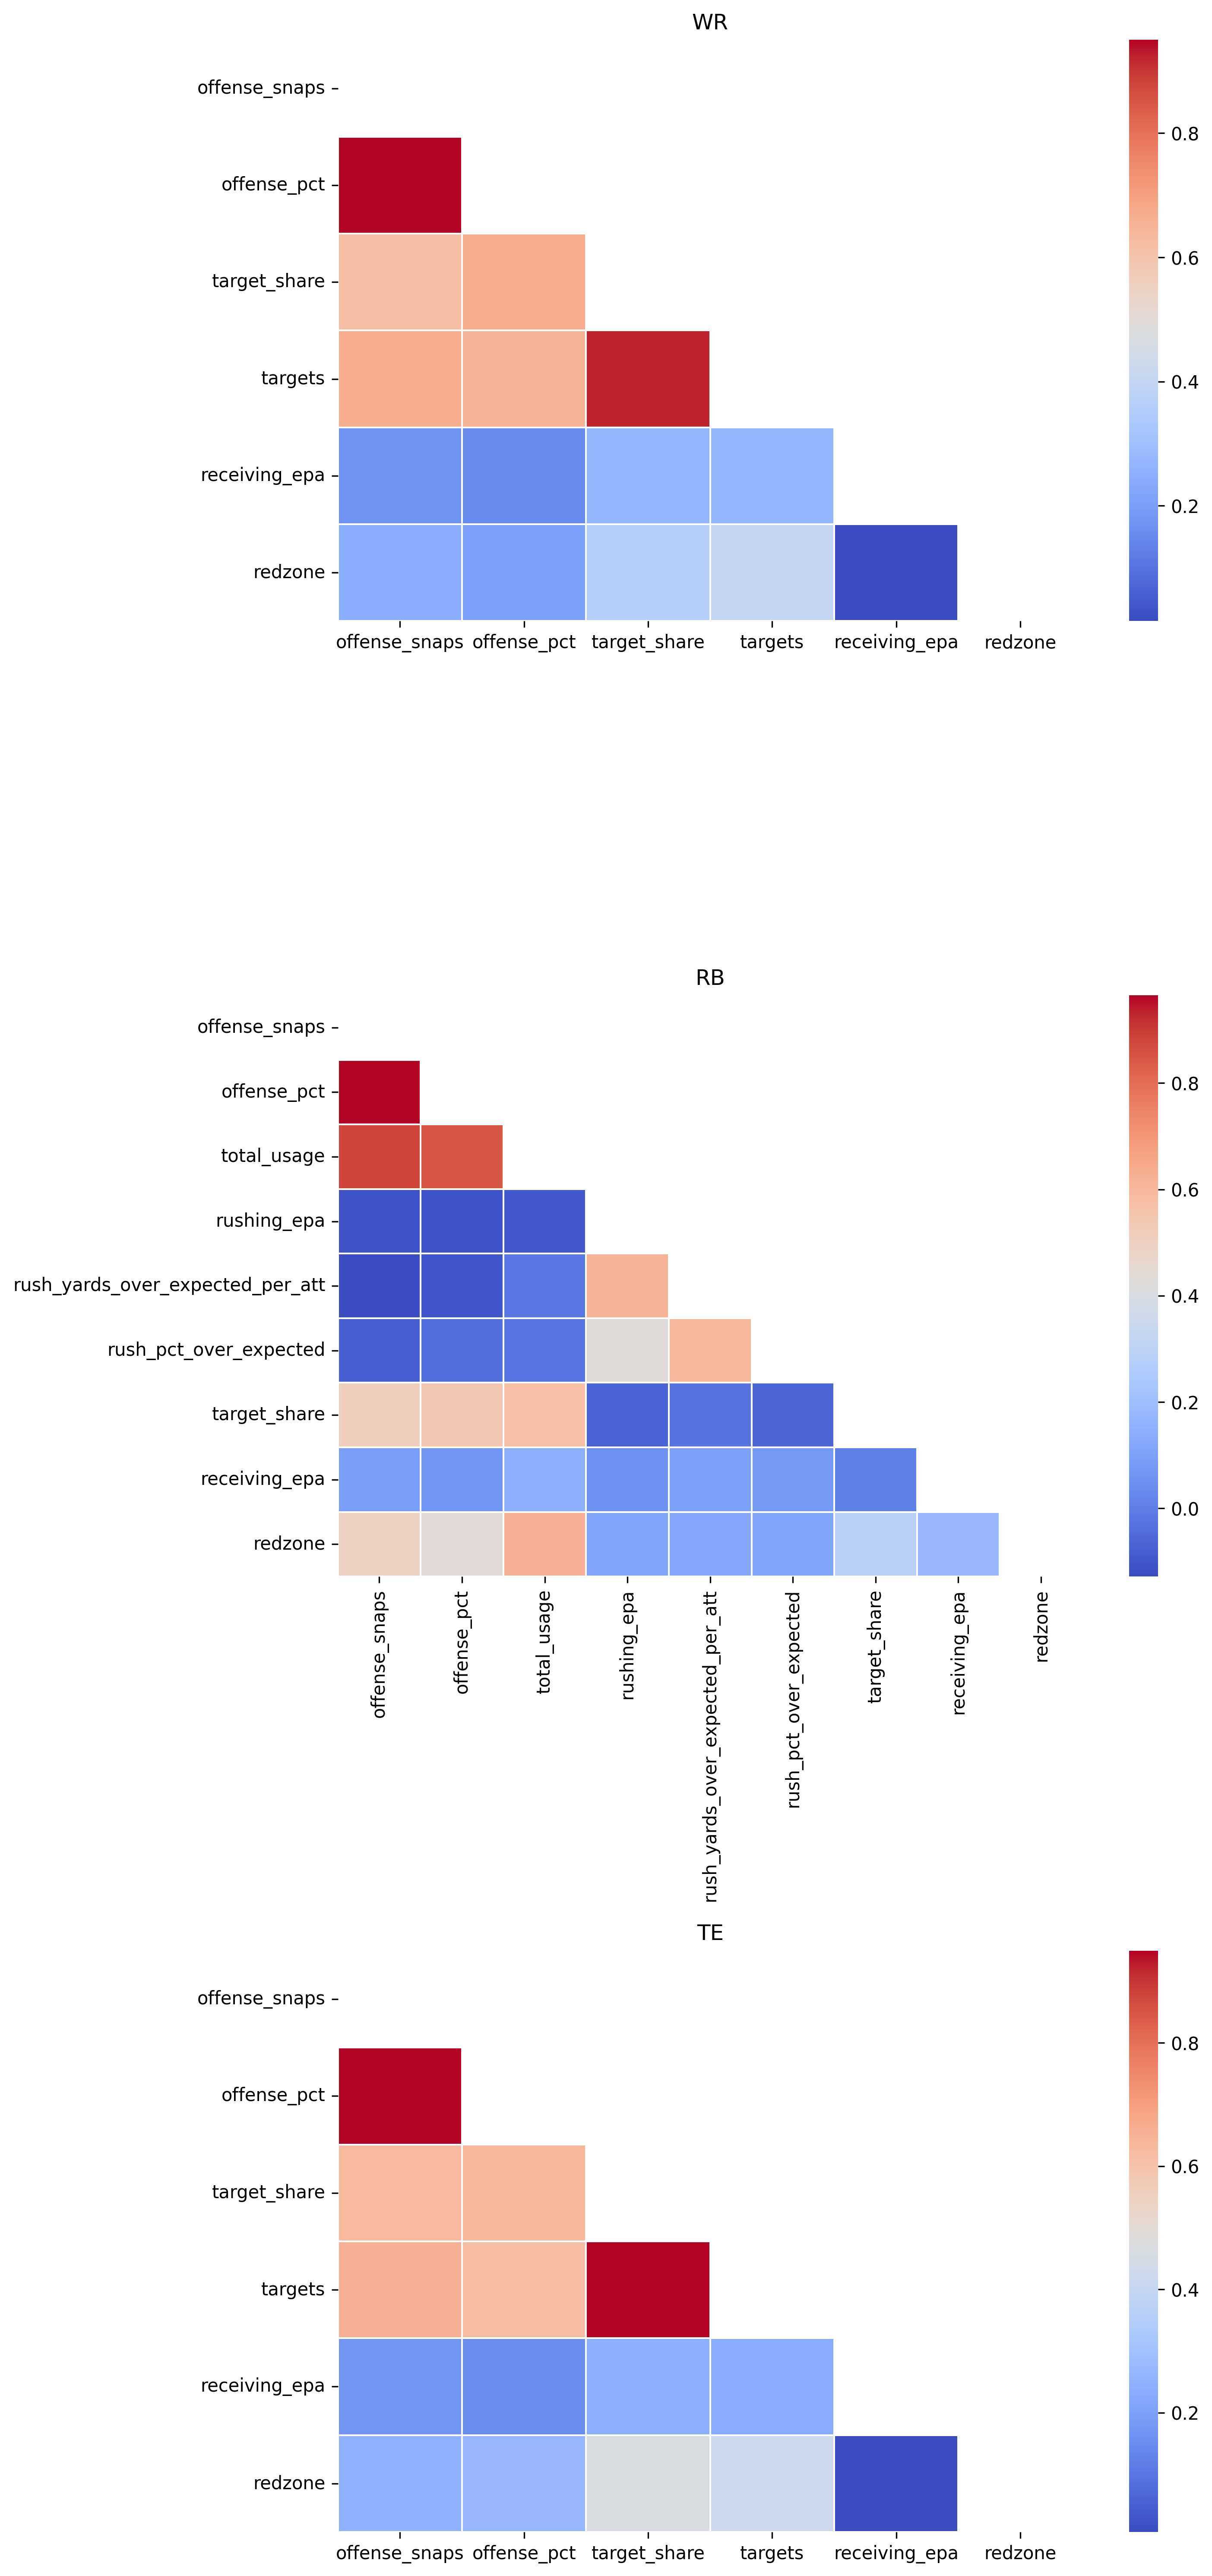 WR
offense_snaps
offense_pct
target_share
targets
receiving_epa
redzone
offense_snaps offense_pct target_share targets receiving_epa redzone
0.8
0.6
0.4
0.2
RB
offense_snaps
offense_pct
total_usage
rushing_epa
rush_yards_over_expected_per_att
rush_pct_over_expected
target_share
receiving_epa
redzone
offense_snaps
offense_pct
total_usage
rushing_epa
rush_yards_over_expected_per_att
rush_pct_over_expected
target_share
receiving_epa
redzone
0.8
0.6
0.4
0.2
0.0
TE
offense_snaps
offense_pct
target_share
targets
receiving_epa
redzone
offense_snaps offense_pct target_share targets receiving_epa redzone
0.8
0.6
0.4
0.2